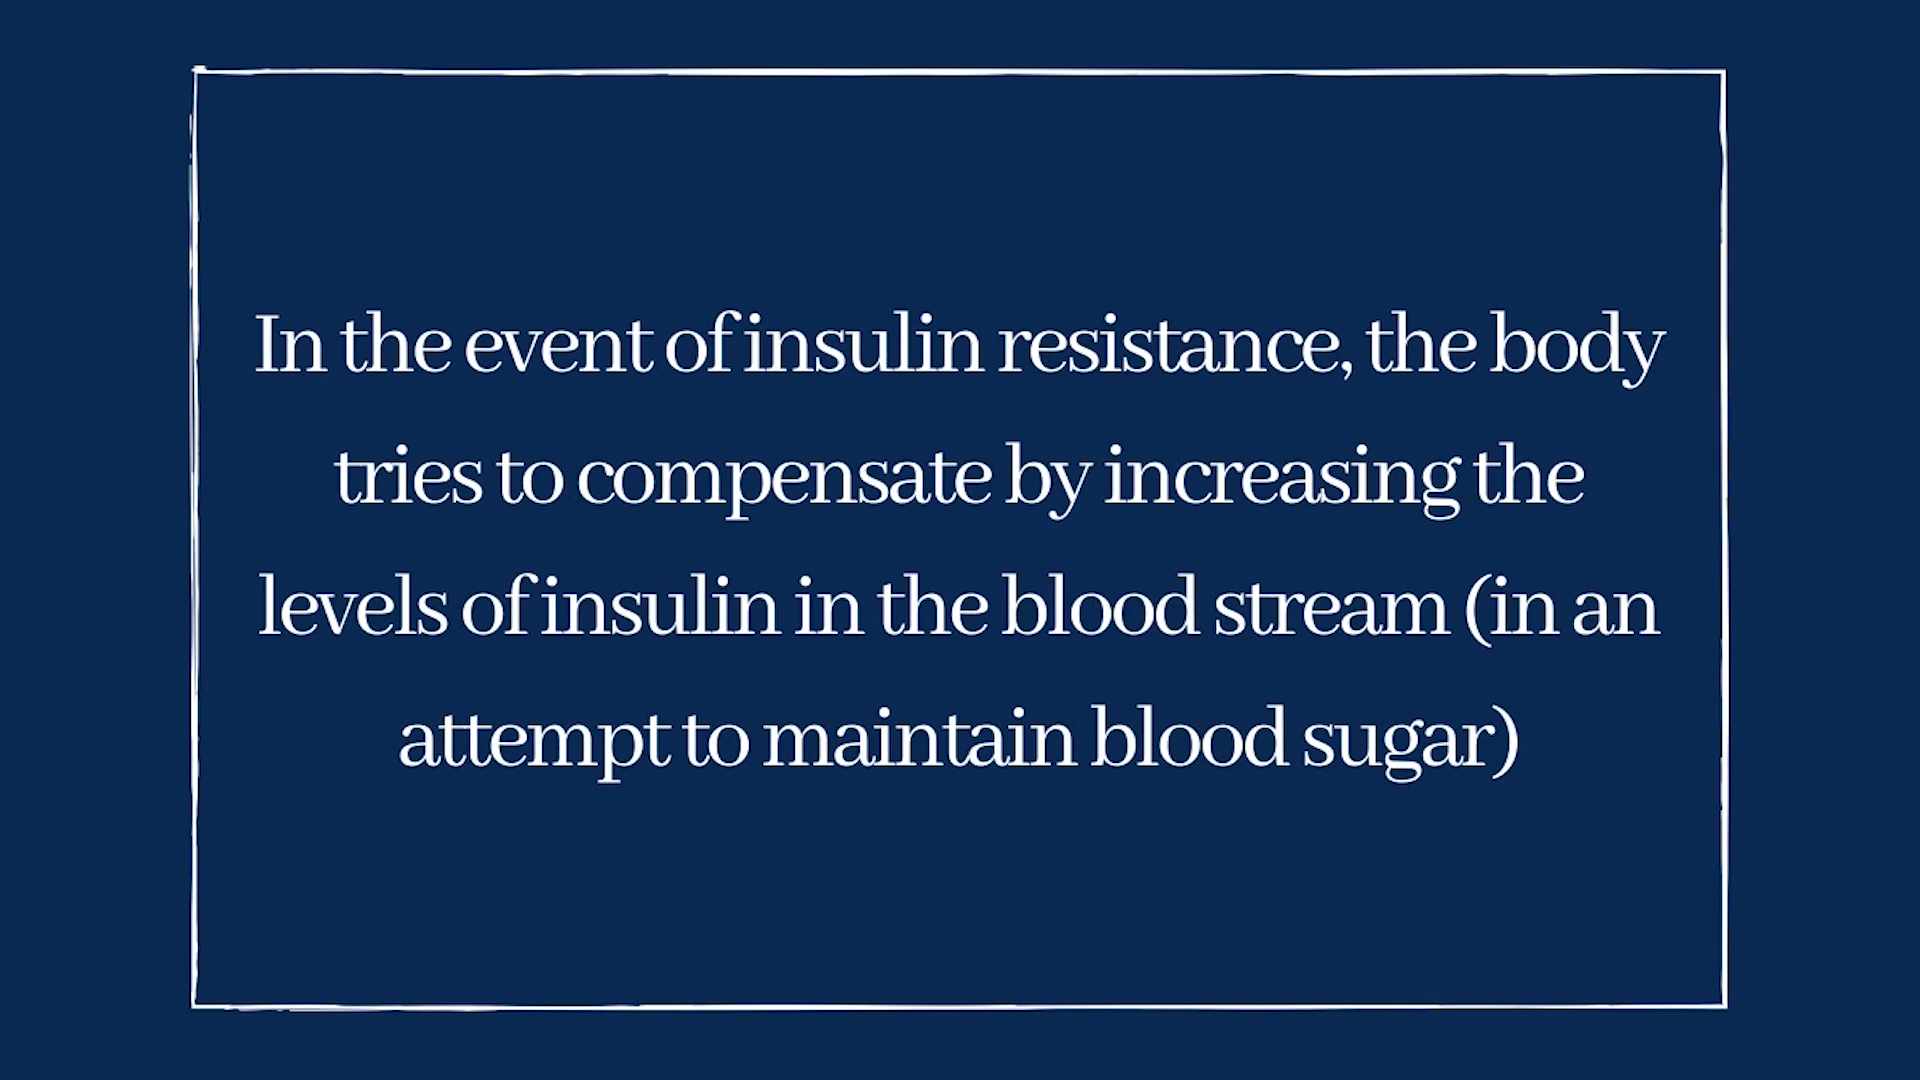 In the event of insulin resistance, the body
tries to compensate by increasing the
levels of insulin in the blood stream (in an
attempt to maintain blood sugar)